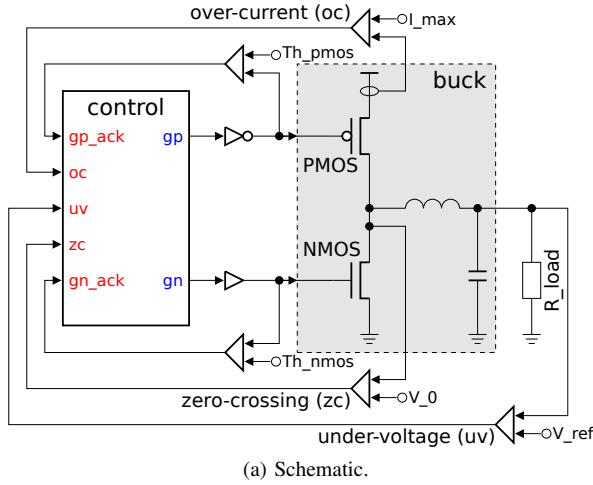 over-current (oc)
I_max
Th_pmos
buck
control
gp_ack
gp
PMOS
oc
uv
zc
NMOS
gn_ack
gn
R_load
Th_nmos
zero-crossing (zc)
V_0
under-voltage (uv)
V_ref
(a) Schematic.